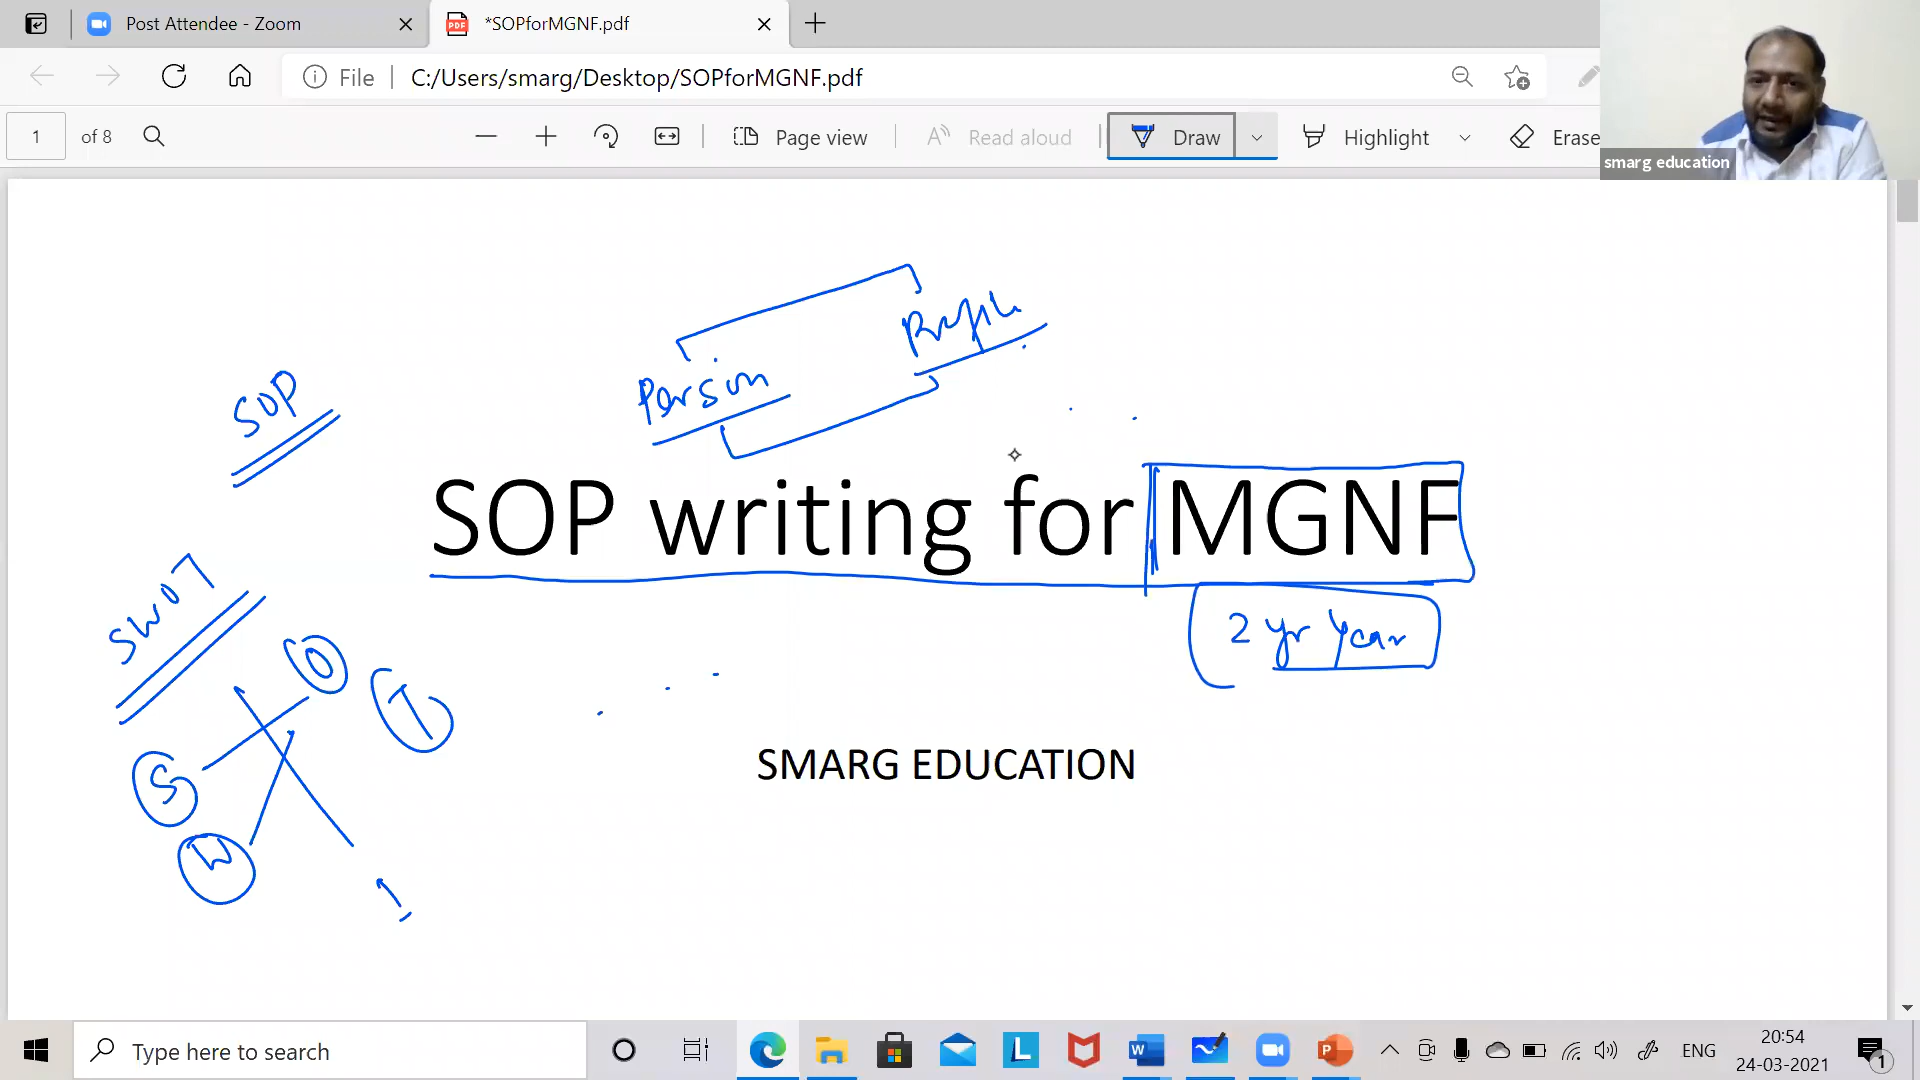 Post Attendee - Zoom
*SOPforMGNF.pdf
File
C:/Users/smarg/Desktop/SOPforMGNF.pdf
1 of 8
Page view
Read aloud
Draw
Highlight
Erase
smarg education
Person
SOP
SOP writing for MGNF
2 yr Year
SWOT
O
T
S
W
SMARG EDUCATION
Type here to search
ENG
20:54
24-03-2021
1